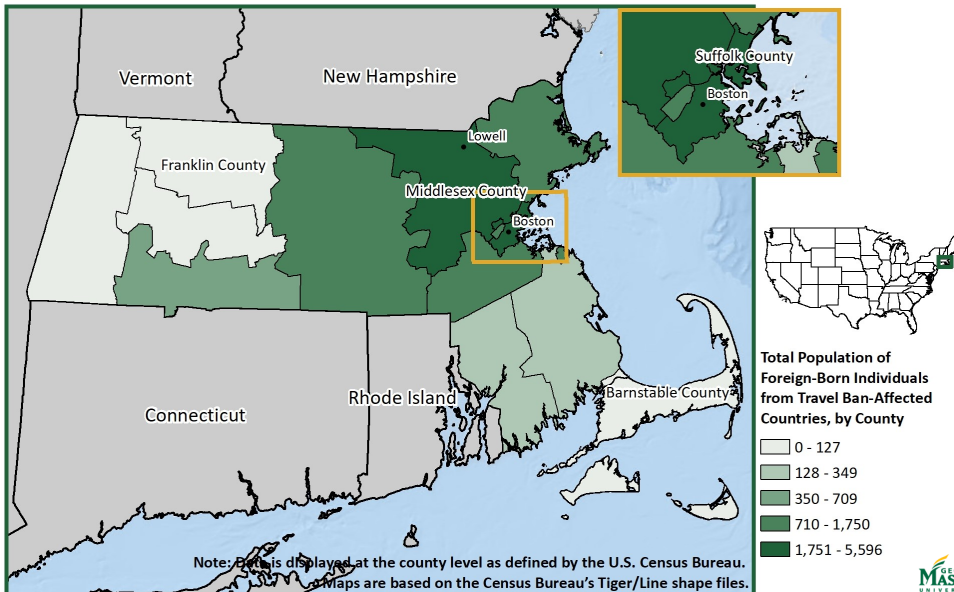 Suffolk County
Boston
Vermont
New Hampshire
Lowell
Franklin County
Middlesex County
Boston
Barnstable County
Rhode Island
Connecticut
Total Population of
Foreign-Born Individuals
from Travel Ban-Affected
Countries, by County
0 - 127
128 - 349
350 - 709
710 - 1,750
1,751 - 5,596
Note: Data is displayed at the county level as defined by the U.S. Census Bureau.
Maps are based on the Census Bureau's Tiger/Line shape files.